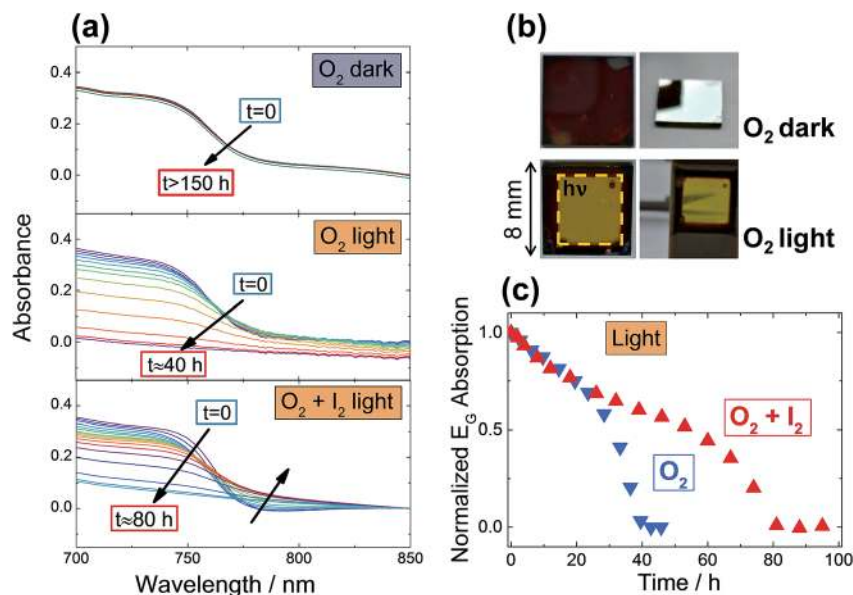 (a)
O₂ dark
t=0
t>150 h
O₂ light
t=0
t≈40 h
O₂ + I₂ light
t=0
t≈80 h
0.4
0.2
0.0
0.4
0.2
0.0
0.4
0.2
0.0
Absorbance
700 750 800 850
Wavelength / nm
(b)
O₂ dark
hν
8 mm
O₂ light
(c)
Light
1.0
0.5
0.0
Normalized E_G Absorption
O₂ + I₂
O₂
0 20 40 60 80 100
Time / h